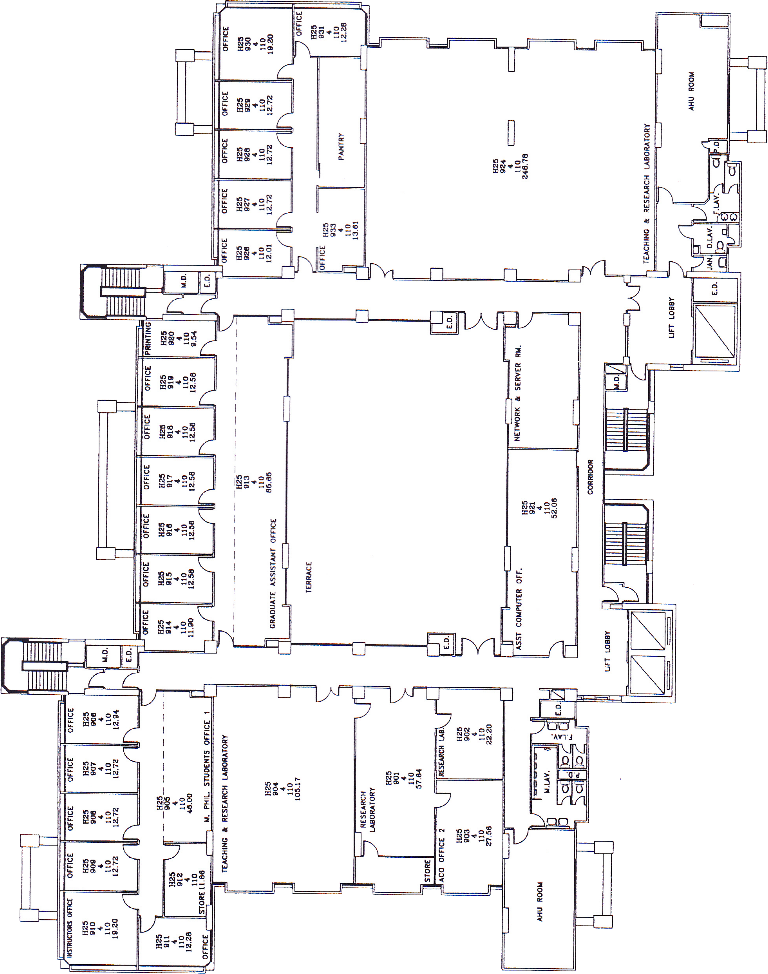 OFFICE
H25
930
4
110
19.20
OFFICE
H25
931
4
110
12.28
OFFICE
H25
929
4
110
12.72
OFFICE
H25
928
4
110
12.72
OFFICE
H25
927
4
110
12.72
OFFICE
H25
926
4
110
12.01
PANTRY
OFFICE
H25
933
4
110
13.61
H25
924
4
110
246.78
TEACHING & RESEARCH LABORATORY
AHU ROOM
P.D.
F.LAV.
D.LAV.
JAN.
E.D.
LIFT LOBBY
M.D.
E.D.
PRINTING
H25
920
4
110
9.54
OFFICE
H25
919
4
110
12.56
OFFICE
H25
918
4
110
12.56
OFFICE
H25
917
4
110
12.56
OFFICE
H25
916
4
110
12.56
OFFICE
H25
915
4
110
12.56
OFFICE
H25
914
4
110
11.90
H25
913
4
110
GRADUATE ASSISTANT OFFICE
TERRACE
E.D.
NETWORK & SERVER RM.
H25
921
4
110
52.06
ASST COMPUTER OFF.
CORRIDOR
M.D.
E.D.
LIFT LOBBY
M.D.
E.D.
OFFICE
H25
906
4
110
12.94
OFFICE
H25
907
4
110
12.72
OFFICE
H25
908
4
110
12.72
OFFICE
H25
909
4
110
12.72
INSTRUCTORS OFFICE
H25
910
4
110
19.20
H25
911
4
110
12.28
OFFICE
H25
905
4
110
46.00
M. PHIL. STUDENTS OFFICE 1
H25
912
4
110
11.66
STORE
TEACHING & RESEARCH LABORATORY
H25
904
4
110
105.17
RESEARCH
LABORATORY
H25
901
4
110
57.64
STORE
RESEARCH LAB.
H25
902
4
110
22.20
ACO OFFICE 2
H25
903
4
110
27.56
E.D.
F.LAV.
M.LAV.
P.D.
AHU ROOM